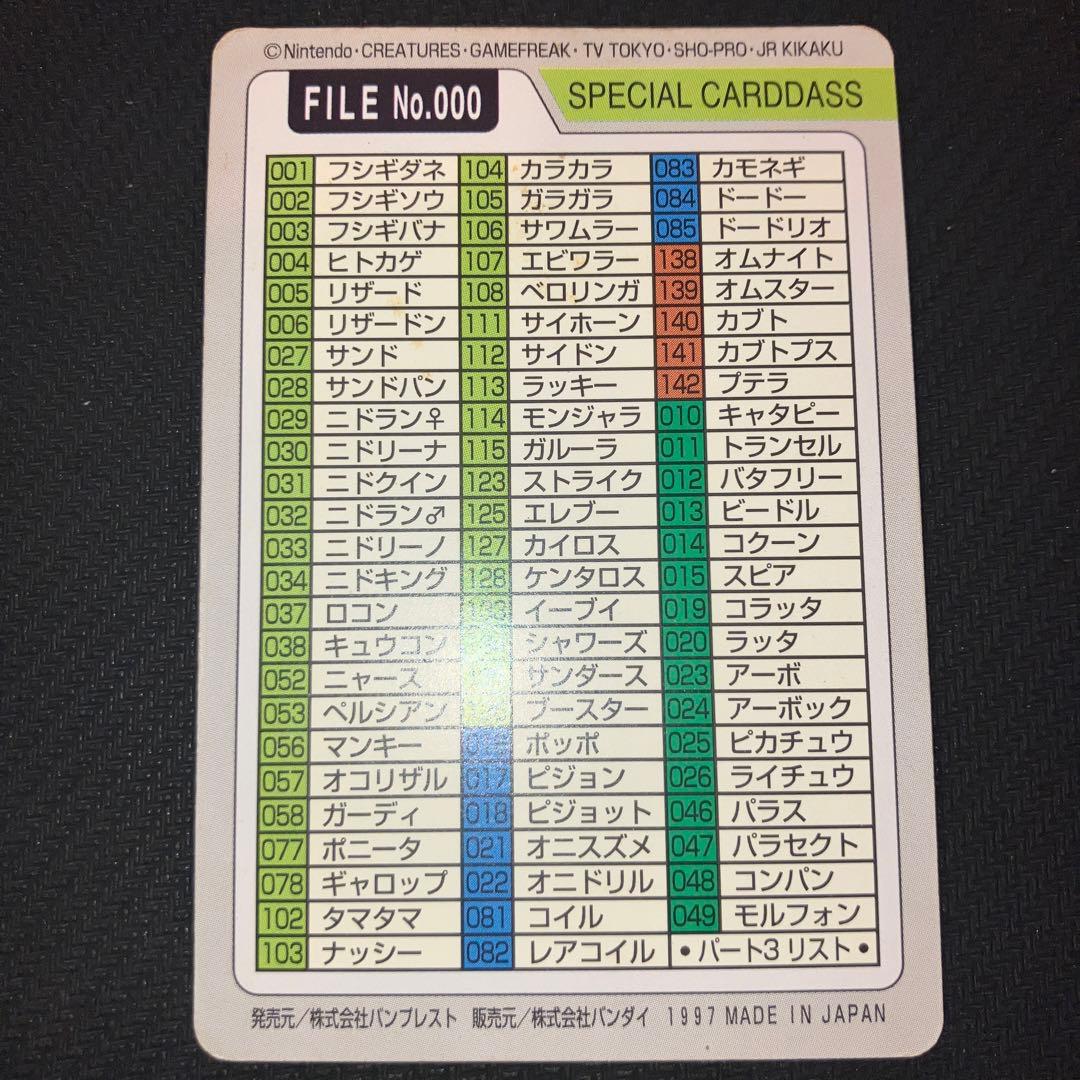 ©Nintendo・CREATURES・GAMEFREAK・TV TOKYO・SHO-PRO・JR KIKAKU
FILE No.000
SPECIAL CARDDASS
001 フシギダネ 104 カラカラ 083 カモネギ
002 フシギソウ 105 ガラガラ 084 ドードー
003 フシギバナ 106 サワムラー 085 ドードリオ
004 ヒトカゲ 107 エビワラー 138 オムナイト
005 リザード 108 ベロリンガ 139 オムスター
006 リザードン 111 サイホーン 140 カブト
027 サンド 112 サイドン 141 カブトプス
028 サンドパン 113 ラッキー 142 プテラ
029 ニドラン♀ 114 モンジャラ 010 キャタピー
030 ニドリーナ 115 ガルーラ 011 トランセル
031 ニドクイン 123 ストライク 012 バタフリー
032 ニドラン♂ 125 エレブー 013 ビードル
033 ニドリーノ 127 カイロス 014 コクーン
034 ニドキング 128 ケンタロス 015 スピア
037 ロコン イーブイ 019 コラッタ
038 キュウコン シャワーズ 020 ラッタ
052 ニャース サンダース 023 アーボ
053 ペルシアン ブースター 024 アーボック
056 マンキー ポッポ 025 ピカチュウ
057 オコリザル 017 ピジョン 026 ライチュウ
058 ガーディ 018 ピジョット 046 パラス
077 ポニータ 021 オニスズメ 047 パラセクト
078 ギャロップ 022 オニドリル 048 コンパン
102 タマタマ 081 コイル 049 モルフォン
103 ナッシー 082 レアコイル •パート3 リスト•
発売元/株式会社バンプレスト 販売元/株式会社バンダイ 1997 MADE IN JAPAN